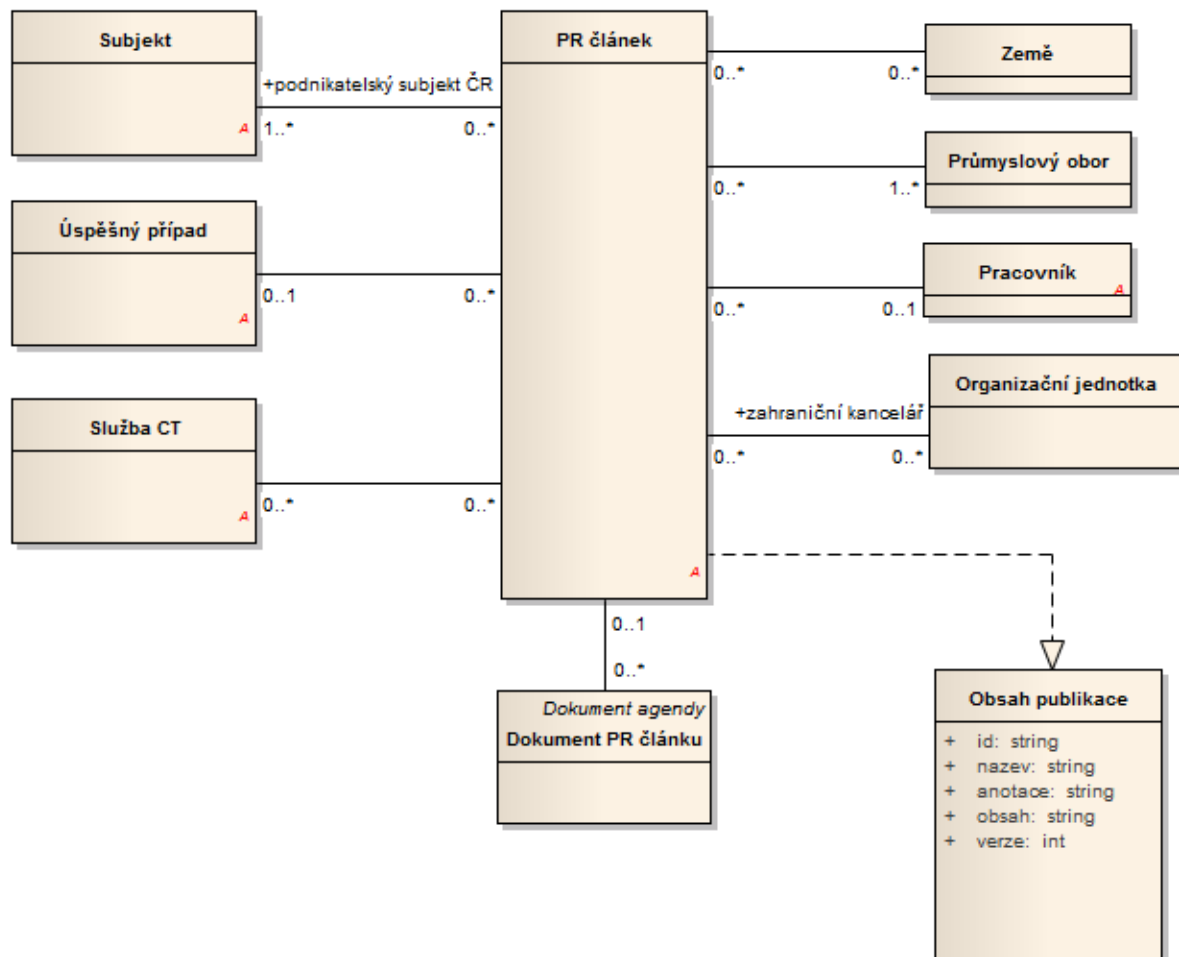 Subjekt
A
+podnikatelský subjekt ČR
1..*
0..*
Úspěšný případ
A
0..1
0..*
Služba CT
A
0..*
0..*
PR článek
A
0..*
0..*
Země
0..*
1..*
Průmyslový obor
0..*
0..1
Pracovník
A
+zahraniční kancelář
0..*
0..*
Organizační jednotka
0..1
0..*
Dokument agendy
Dokument PR článku
Obsah publikace
+ id: string
+ nazev: string
+ anotace: string
+ obsah: string
+ verze: int